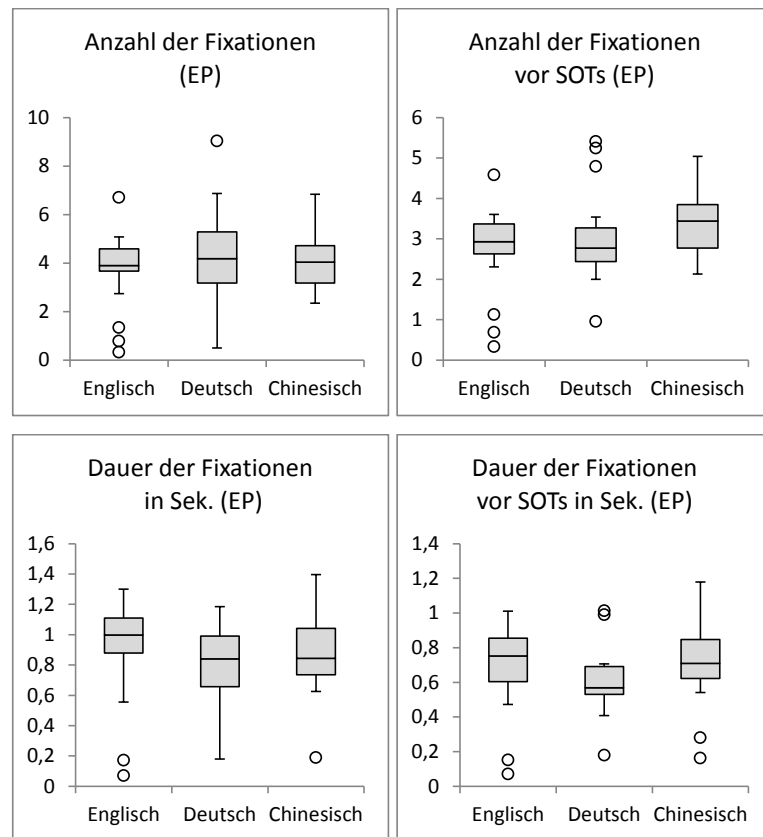 Anzahl der Fixationen
(EP)
10
8
6
4
2
0
Englisch Deutsch Chinesisch
Anzahl der Fixationen
vor SOTs (EP)
6
5
4
3
2
1
0
Englisch Deutsch Chinesisch
Dauer der Fixationen
in Sek. (EP)
1,6
1,4
1,2
1
0,8
0,6
0,4
0,2
0
Englisch Deutsch Chinesisch
Dauer der Fixationen
vor SOTs in Sek. (EP)
1,4
1,2
1
0,8
0,6
0,4
0,2
0
Englisch Deutsch Chinesisch